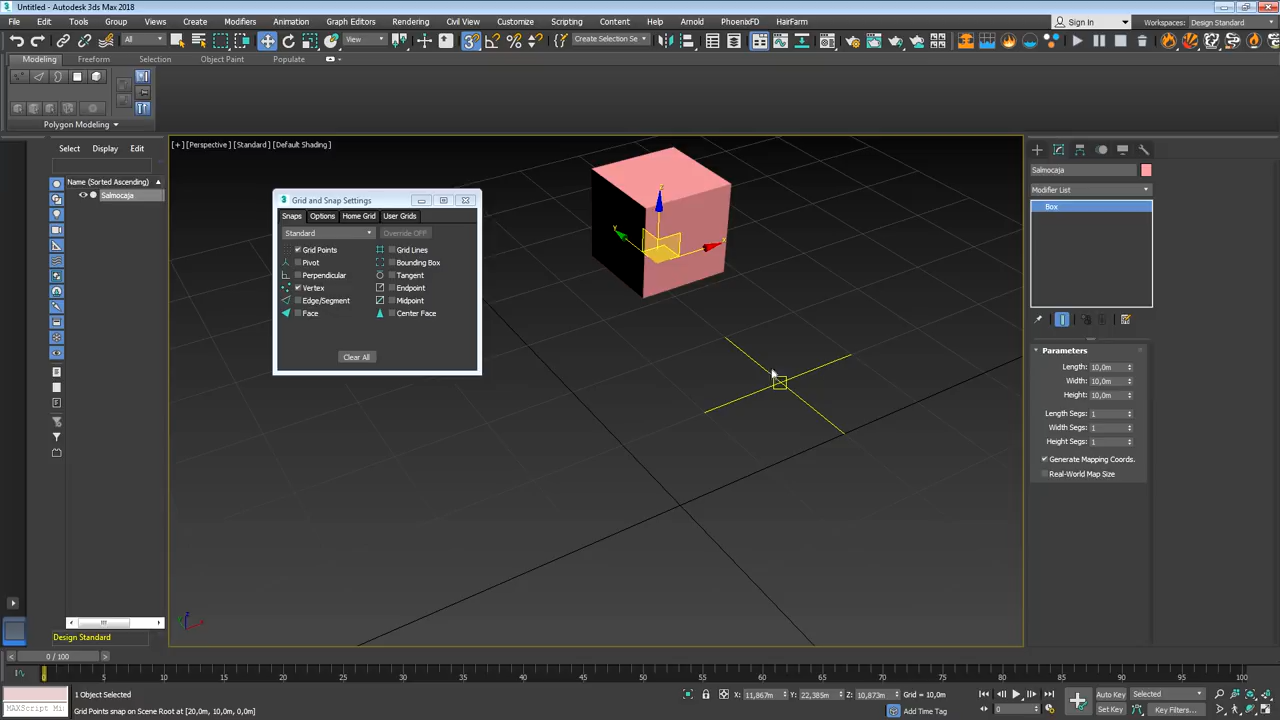 Untitled - Autodesk 3ds Max 2018
File Edit Tools Group Views Create Modifiers Animation Graph Editors Rendering Civil View Customize Scripting Content Help Arnold PhoenixFD HairFarm
Sign In
Workspaces: Design Standard
All
View
Create Selection Se
Modeling Freeform Selection Object Paint Populate
Polygon Modeling
Select Display Edit
[+] [Perspective] [Standard] [Default Shading]
Name (Sorted Ascending)
Salmocaja
Grid and Snap Settings
Snaps Options Home Grid User Grids
Standard
Override OFF
Grid Points Grid Lines
Pivot Bounding Box
Perpendicular Tangent
Vertex Endpoint
Edge/Segment Midpoint
Face Center Face
Clear All
z
y
x
Salmocaja
Modifier List
Box
Parameters
Length: 10,0m
Width: 10,0m
Height: 10,0m
Length Segs: 1
Width Segs: 1
Height Segs: 1
Generate Mapping Coords.
Real-World Map Size
Design Standard
0 / 100
0 5 10 15 20 25 30 35 40 45 50 55 60 65 70 75 80 85 90 95 100
1 Object Selected
X: 11,867m Y: 22,385m Z: 10,873m Grid = 10,0m
Auto Key Selected
MAXScript Mi
Grid Points snap on Scene Root at [20,0m, 10,0m, 0,0m]
Add Time Tag
0
Set Key Key Filters...